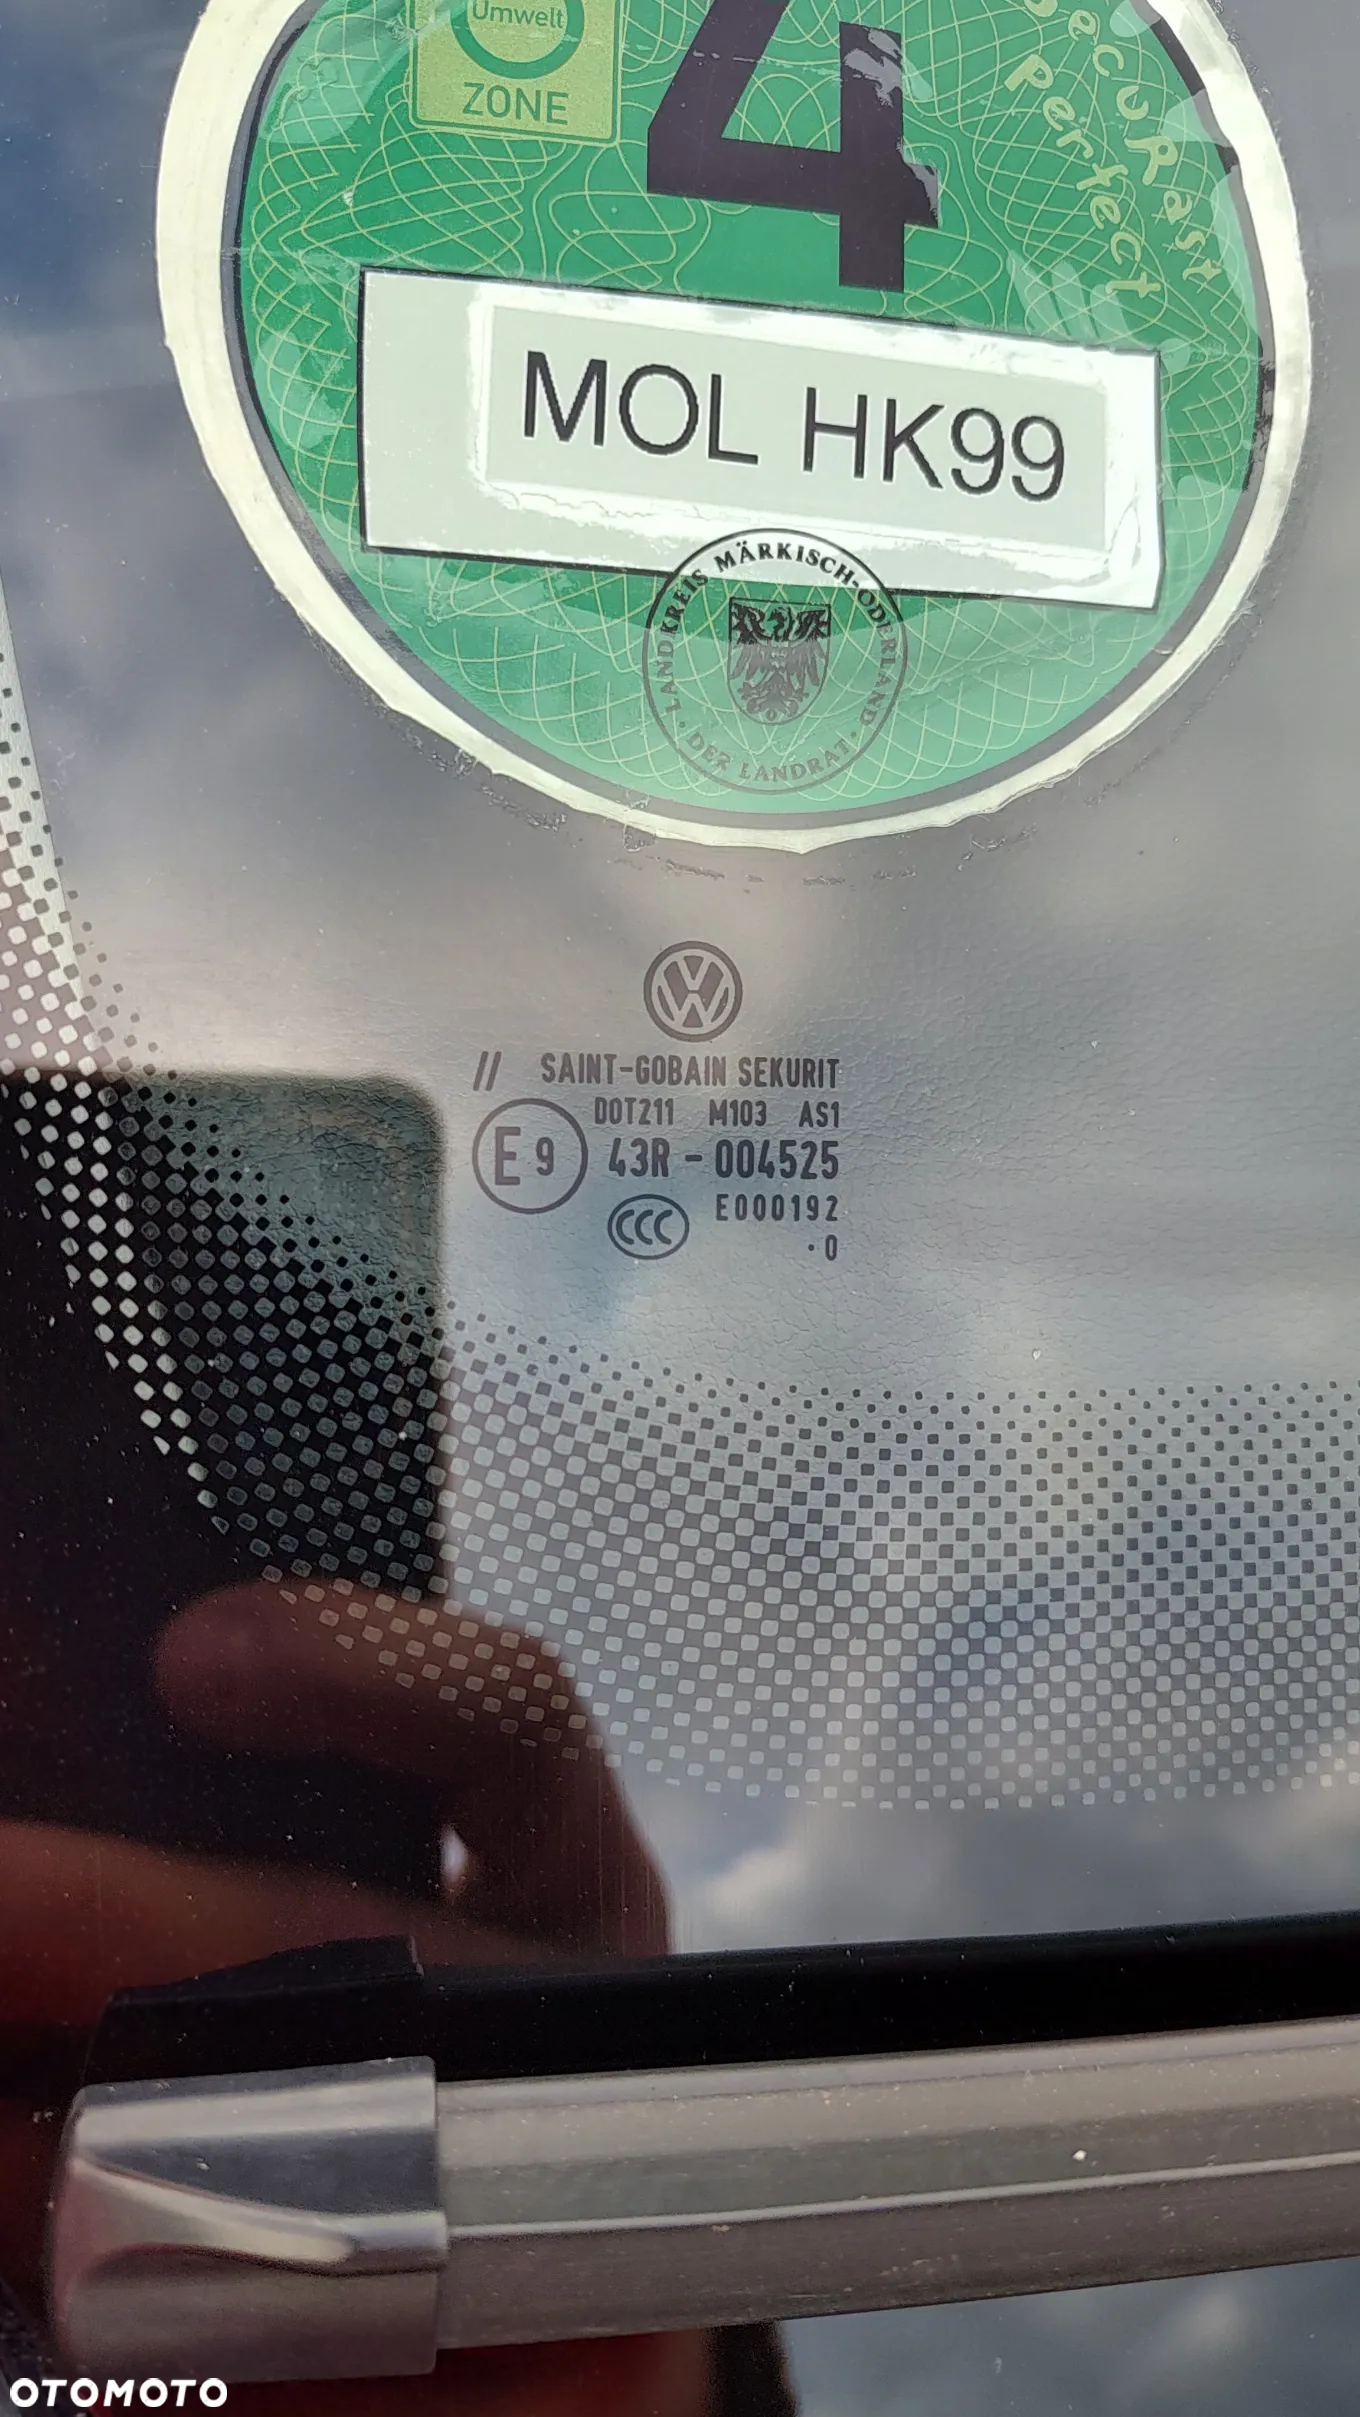 Umwelt
ZONE
4
SecuRast
Perfect
MOL HK99
LANDKREIS MÄRKISCH-ODERLAND
· DER LANDRAT ·
// SAINT-GOBAIN SEKURIT
DOT211 M103 AS1
E9 43R - 004525
CCC E000192
· 0
OTOMOTO